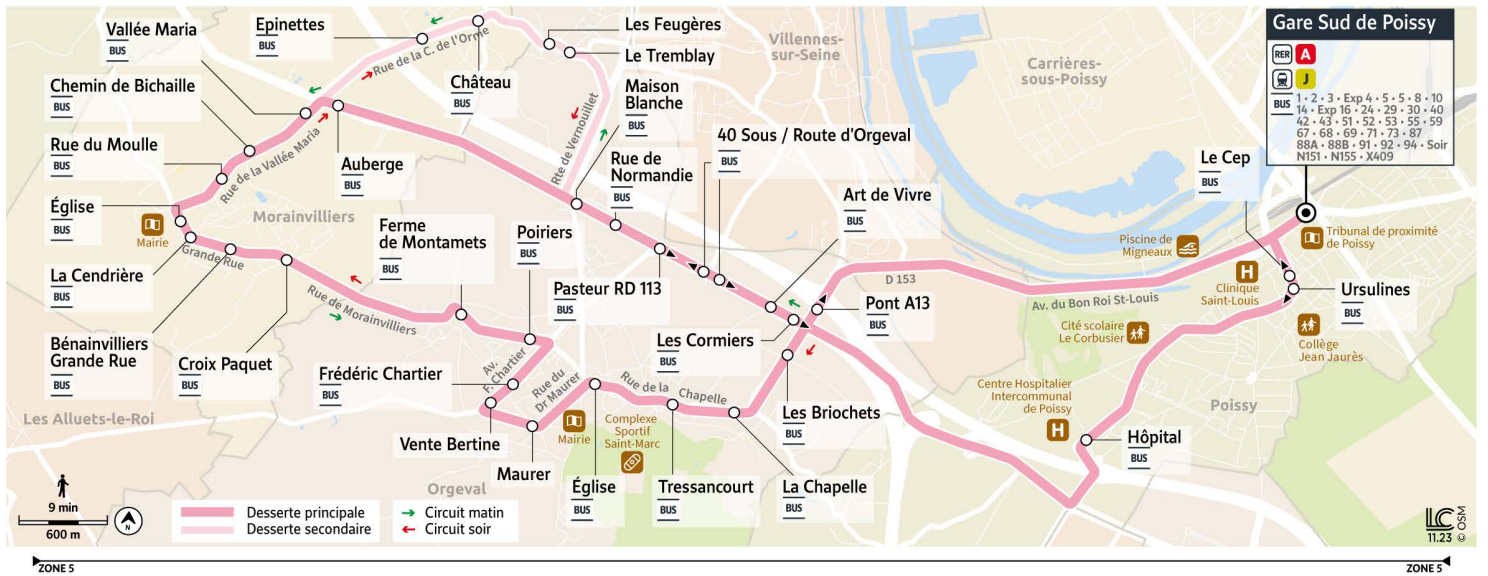 Gare Sud de Poissy
RER A
J
BUS
1 • 2 • 3 • Exp 4 • 5 • 5 • 8 • 10
14 • Exp 16 • 24 • 29 • 30 • 40
42 • 43 • 51 • 52 • 53 • 55 • 59
67 • 68 • 69 • 71 • 73 • 87
88A • 88B • 91 • 92 • 94 • Soir
N151 • N155 • X409
Vallée Maria
BUS
Epinettes
BUS
Rue de la C. de l'Orme
Château
BUS
Les Feugères
Le Tremblay
Villennes-
sur-Seine
Carrières-
sous-Poissy
Chemin de Bichaille
BUS
Maison
Blanche
BUS
Rte de Vernouillet
40 Sous / Route d'Orgeval
BUS
Rue du Moulle
BUS
Rue de la Vallée Maria
Auberge
BUS
Rue de
Normandie
BUS
Le Cep
BUS
Art de Vivre
BUS
Église
BUS
Mairie
Morainvilliers
Ferme
de Montamets
BUS
Poiriers
BUS
Piscine de
Migneaux
Tribunal de proximité
de Poissy
La Cendrière
BUS
Grande Rue
Rue de Morainvilliers
Pasteur RD 113
BUS
D 153
Av. du Bon Roi St-Louis
Clinique
Saint-Louis
H
Ursulines
BUS
Pont A13
BUS
Bénainvilliers
Grande Rue
BUS
Croix Paquet
BUS
Frédéric Chartier
BUS
Av.
F. Chartier
Rue du
Dr Maurer
Les Cormiers
BUS
Cité scolaire
Le Corbusier
Collège
Jean Jaurès
Rue de la Chapelle
Les Briochets
BUS
Centre Hospitalier
Intercommunal
de Poissy
H
Poissy
Les Alluets-le-Roi
Vente Bertine
Mairie
Complexe
Sportif
Saint-Marc
Hôpital
BUS
Maurer
Orgeval
Église
BUS
Tressancourt
BUS
La Chapelle
BUS
9 min
600 m
N
Desserte principale
Desserte secondaire
Circuit matin
Circuit soir
LC
11.23
© OSM
ZONE 5
ZONE 5